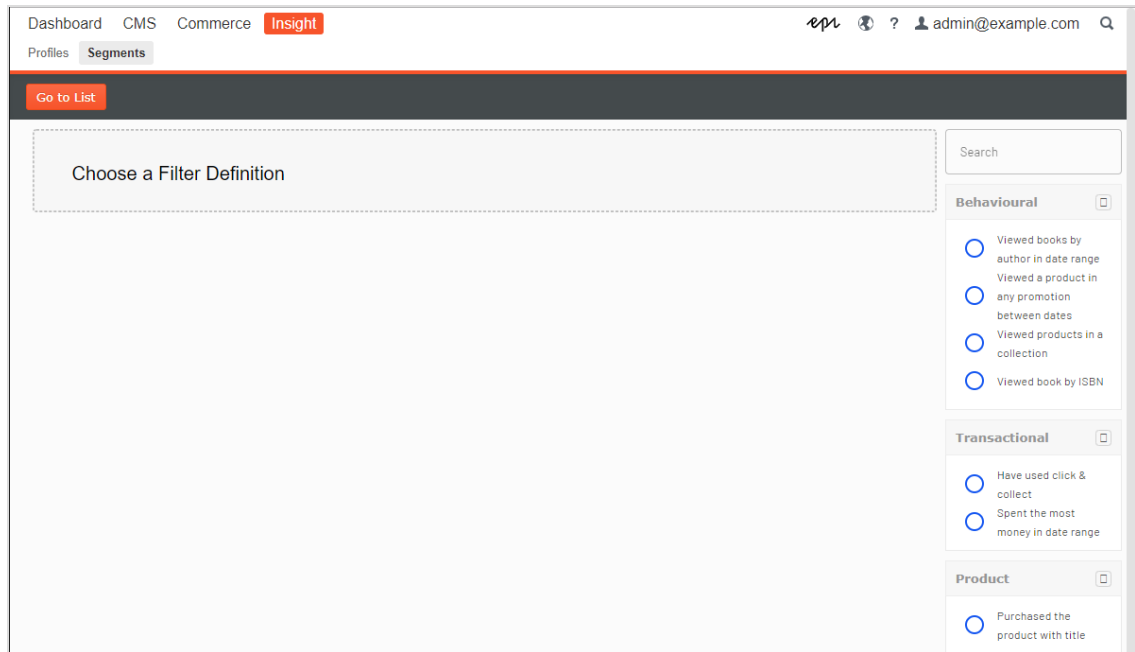 Dashboard CMS Commerce Insight epi ? admin@example.com
Profiles Segments
Go to List
Choose a Filter Definition
Search
Behavioural
Viewed books by
author in date range
Viewed a product in
any promotion
between dates
Viewed products in a
collection
Viewed book by ISBN
Transactional
Have used click &
collect
Spent the most
money in date range
Product
Purchased the
product with title